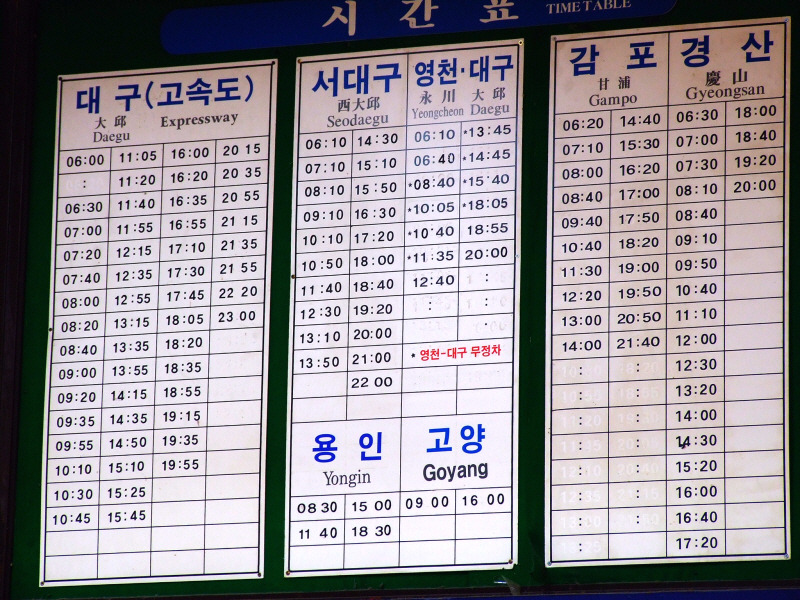 시 간 표 TIME TABLE
대 구(고속도)
大 邱 Expressway
Daegu
06:00 11:05 16:00 20 15
: 11:20 16:20 20 35
06:30 11:40 16:35 20 55
07:00 11:55 16:55 21 15
07:20 12:15 17:10 21 35
07:40 12:35 17:30 21 55
08:00 12:55 17:45 22 20
08:20 13:15 18:05 23 00
08:40 13:35 18:20
09:00 13:55 18:35
09:20 14:15 18:55
09:35 14:35 19:15
09:55 14:50 19:35
10:10 15:10 19:55
10:30 15:25
10:45 15:45
서대구 영천·대구
西大邱 永川 大邱
Seodaegu Yeongcheon Daegu
06:10 14:30 06:10 *13:45
07:10 15:10 06:40 *14:45
08:10 15:50 *08:40 *15:40
09:10 16:30 *10:05 *18:05
10:10 17:20 *10:40 18:55
10:50 18:00 *11:35 20:00
11:40 18:40 12:40 :
12:30 19:20 : :
13:10 20:00 :
13:50 21:00 * 영천-대구 무정차
22 00
용 인 고양
Yongin Goyang
08 30 15 00 09 00 16 00
11 40 18 30
감 포 경 산
甘 浦 慶 山
Gampo Gyeongsan
06:20 14:40 06:30 18:00
07:10 15:30 07:00 18:40
08:00 16:20 07:30 19:20
08:40 17:00 08:10 20:00
09:40 17:50 08:40
10:40 18:20 09:10
11:30 19:00 09:50
12:20 19:50 10:40
13:00 20:50 11:10
14:00 21:40 12:00
12:30
13:20
14:00
14:30
15:20
16:00
: : 16:40
: : 17:20